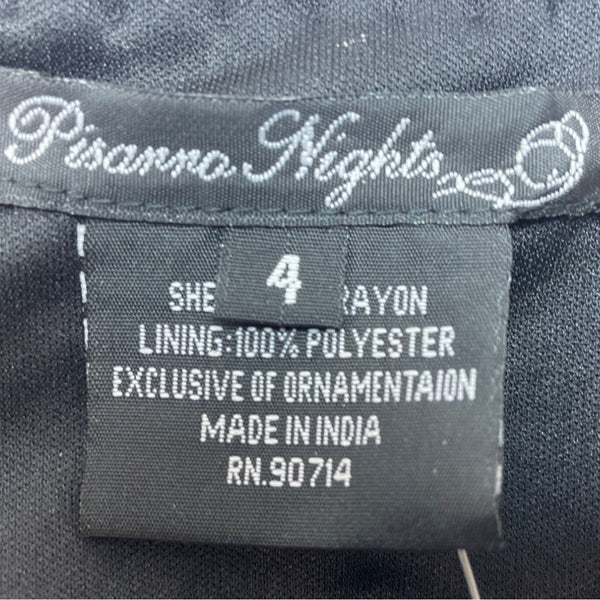 Pisarro Nights
4
RAYON
LINING:100% POLYESTER
EXCLUSIVE OF ORNAMENTAION
MADE IN INDIA
RN.90714